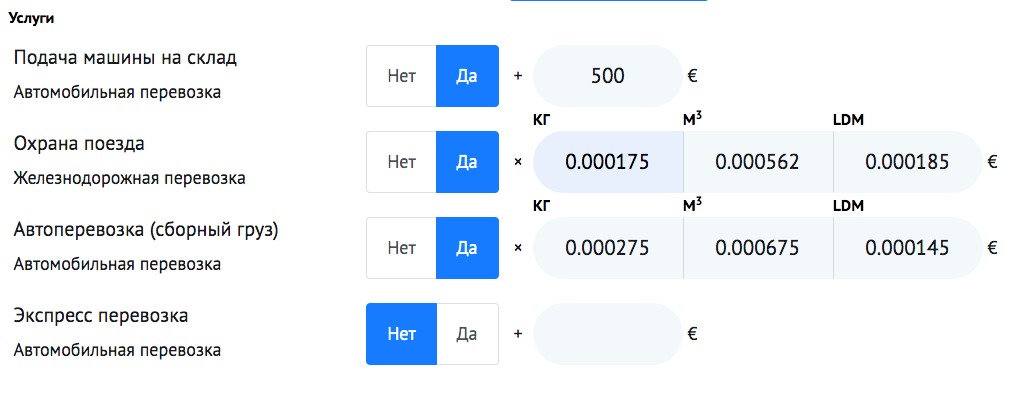 Услуги
Подача машины на склад
Автомобильная перевозка
Нет Да + 500 €
КГ М³ LDM
Охрана поезда
Железнодорожная перевозка
Нет Да × 0.000175 0.000562 0.000185 €
КГ М³ LDM
Автоперевозка (сборный груз)
Автомобильная перевозка
Нет Да × 0.000275 0.000675 0.000145 €
Экспресс перевозка
Автомобильная перевозка
Нет Да + €